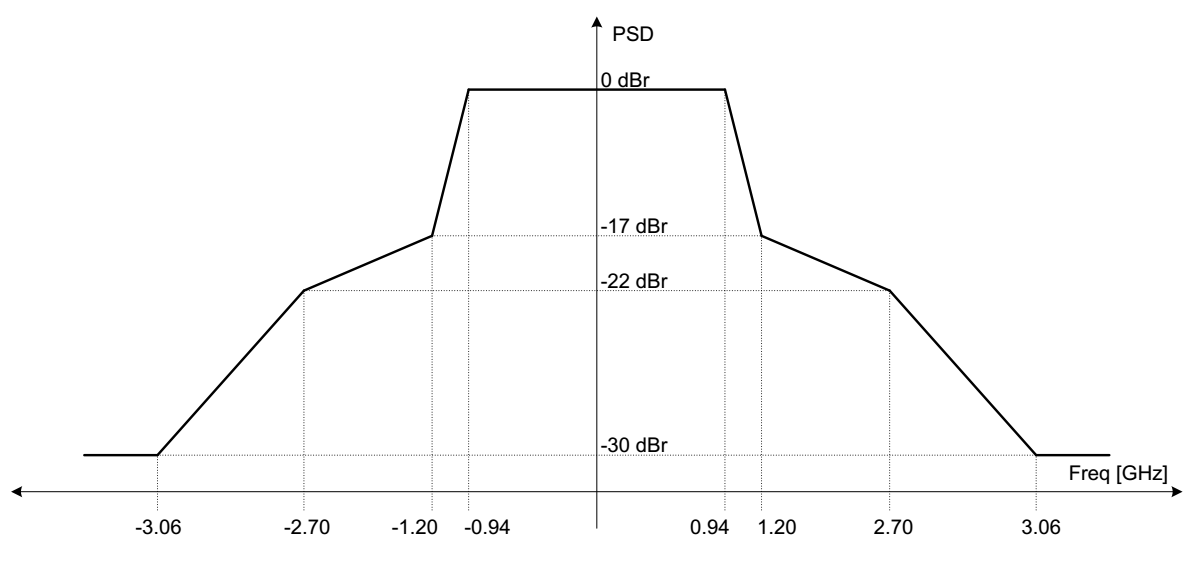 PSD
0 dBr
-17 dBr
-22 dBr
-30 dBr
Freq [GHz]
-3.06 -2.70 -1.20 -0.94 0.94 1.20 2.70 3.06